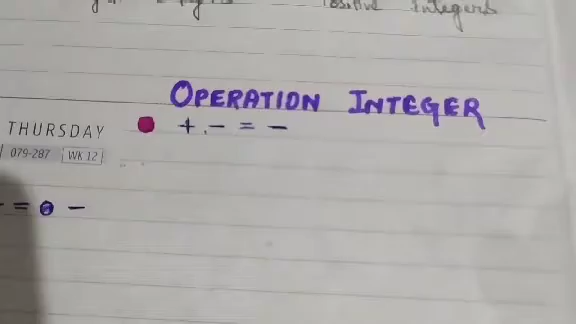 Positive Integers
OPERATION INTEGER
THURSDAY
+ - = -
079-287 WK 12
= -